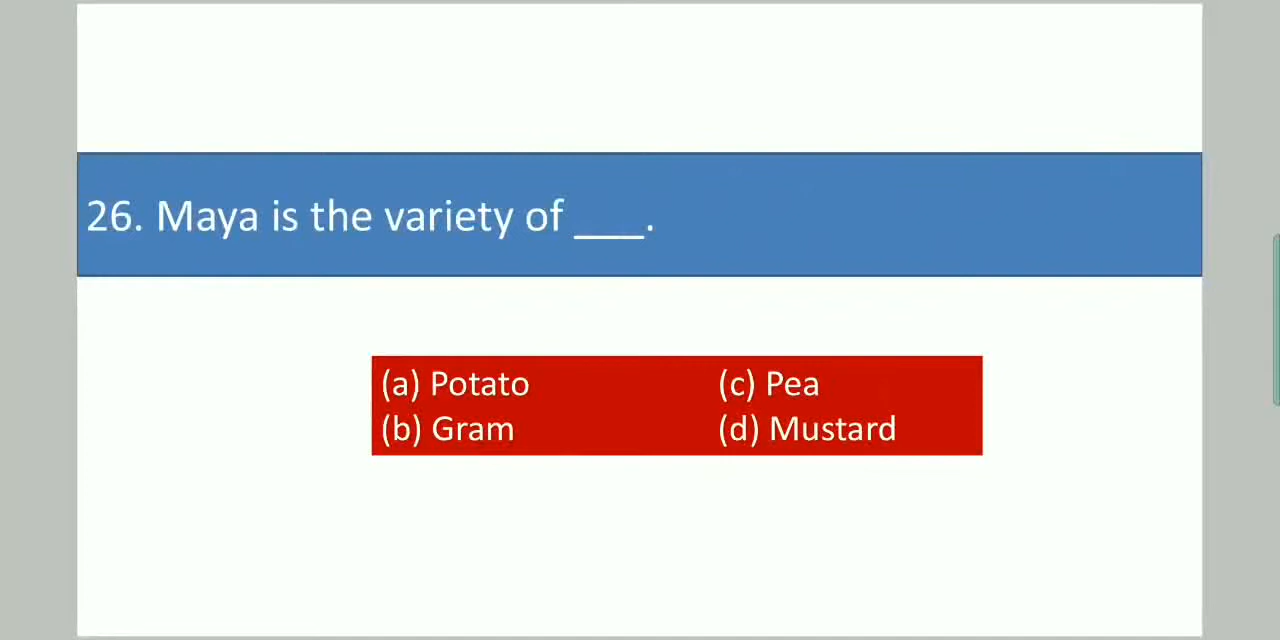 26. Maya is the variety of ___.
(a) Potato (c) Pea
(b) Gram (d) Mustard